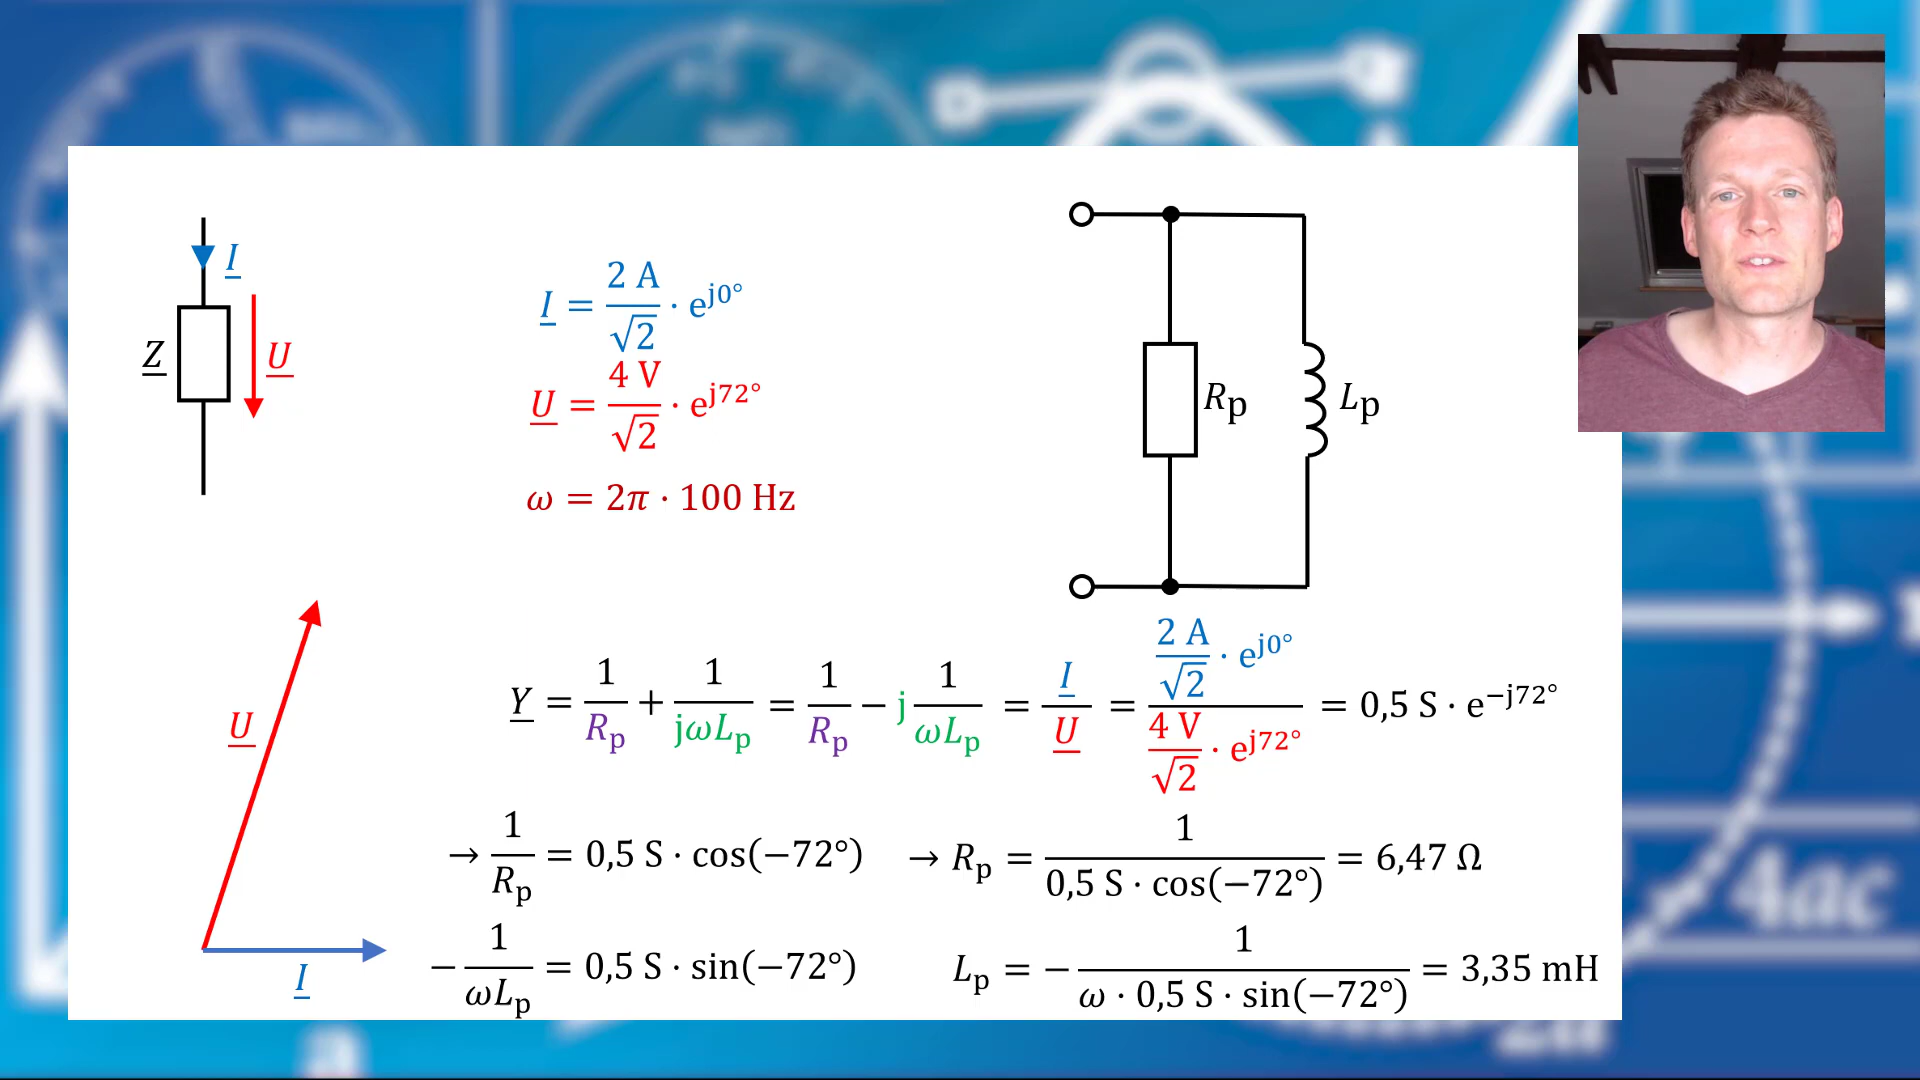 I
Z
U
I = 2 A / √2 · e^j0°
U = 4 V / √2 · e^j72°
ω = 2π · 100 Hz
Rp
Lp
U
I
Y = 1/Rp + 1/jωLp = 1/Rp − j 1/ωLp = I/U = (2 A/√2 · e^j0°)/(4 V/√2 · e^j72°) = 0,5 S · e^−j72°
→ 1/Rp = 0,5 S · cos(−72°) → Rp = 1/(0,5 S · cos(−72°)) = 6,47 Ω
− 1/ωLp = 0,5 S · sin(−72°) Lp = − 1/(ω · 0,5 S · sin(−72°)) = 3,35 mH
4ac
2a
a